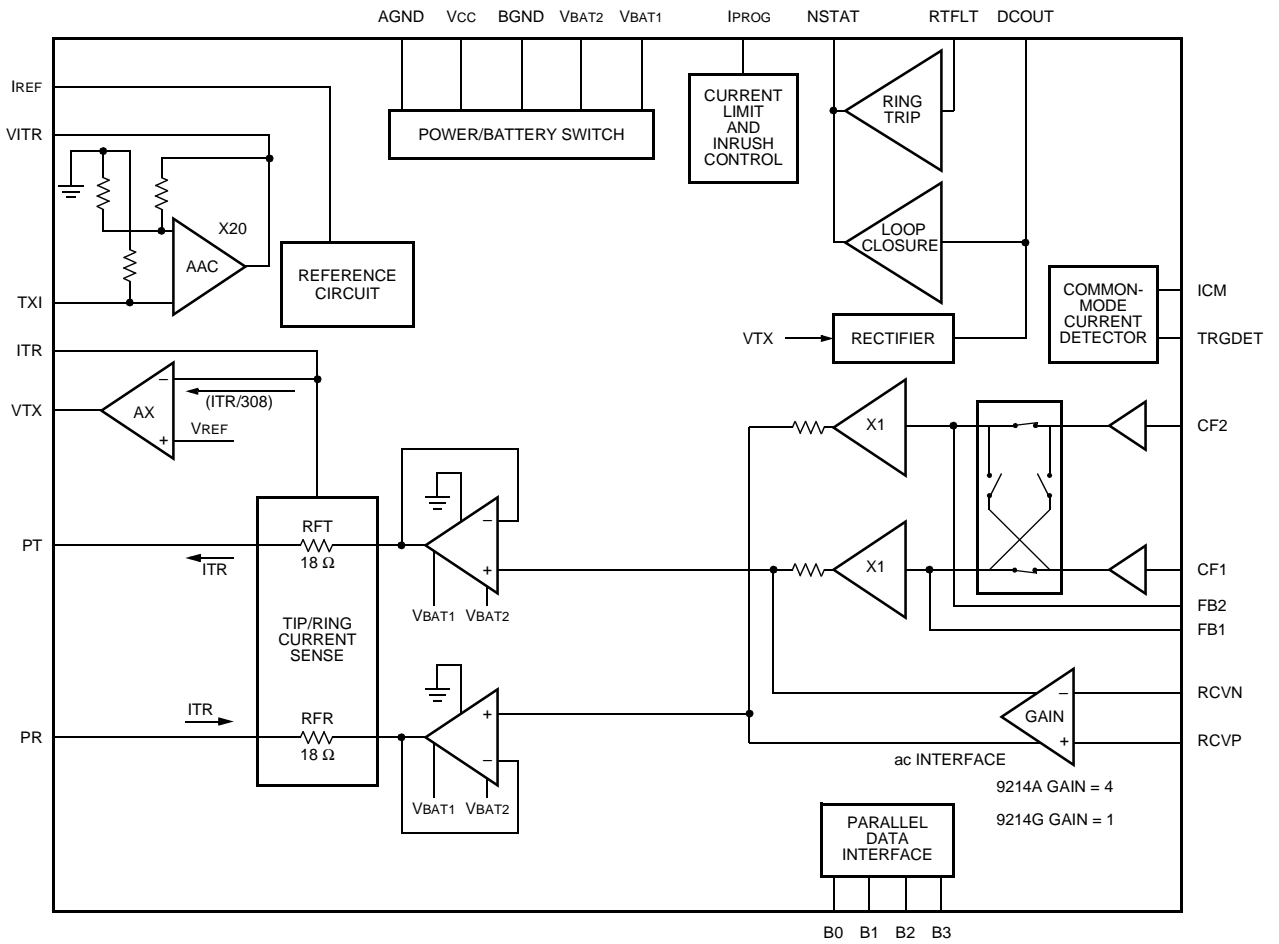 AGND VCC BGND VBAT2 VBAT1 IPROG NSTAT RTFLT DCOUT
IREF
VITR
TXI
ITR
VTX
PT
PR
POWER/BATTERY SWITCH
CURRENT
LIMIT
AND
INRUSH
CONTROL
RING
TRIP
LOOP
CLOSURE
X20
AAC
REFERENCE
CIRCUIT
VTX
RECTIFIER
COMMON-
MODE
CURRENT
DETECTOR
ICM
TRGDET
–
AX
+
(ITR/308)
VREF
X1
CF2
RFT
18 Ω
ITR
–
+
VBAT1
VBAT2
X1
CF1
FB2
FB1
TIP/RING
CURRENT
SENSE
ITR
RFR
18 Ω
+
–
VBAT1
VBAT2
–
GAIN
+
RCVN
RCVP
ac INTERFACE
9214A GAIN = 4
9214G GAIN = 1
PARALLEL
DATA
INTERFACE
B0 B1 B2 B3